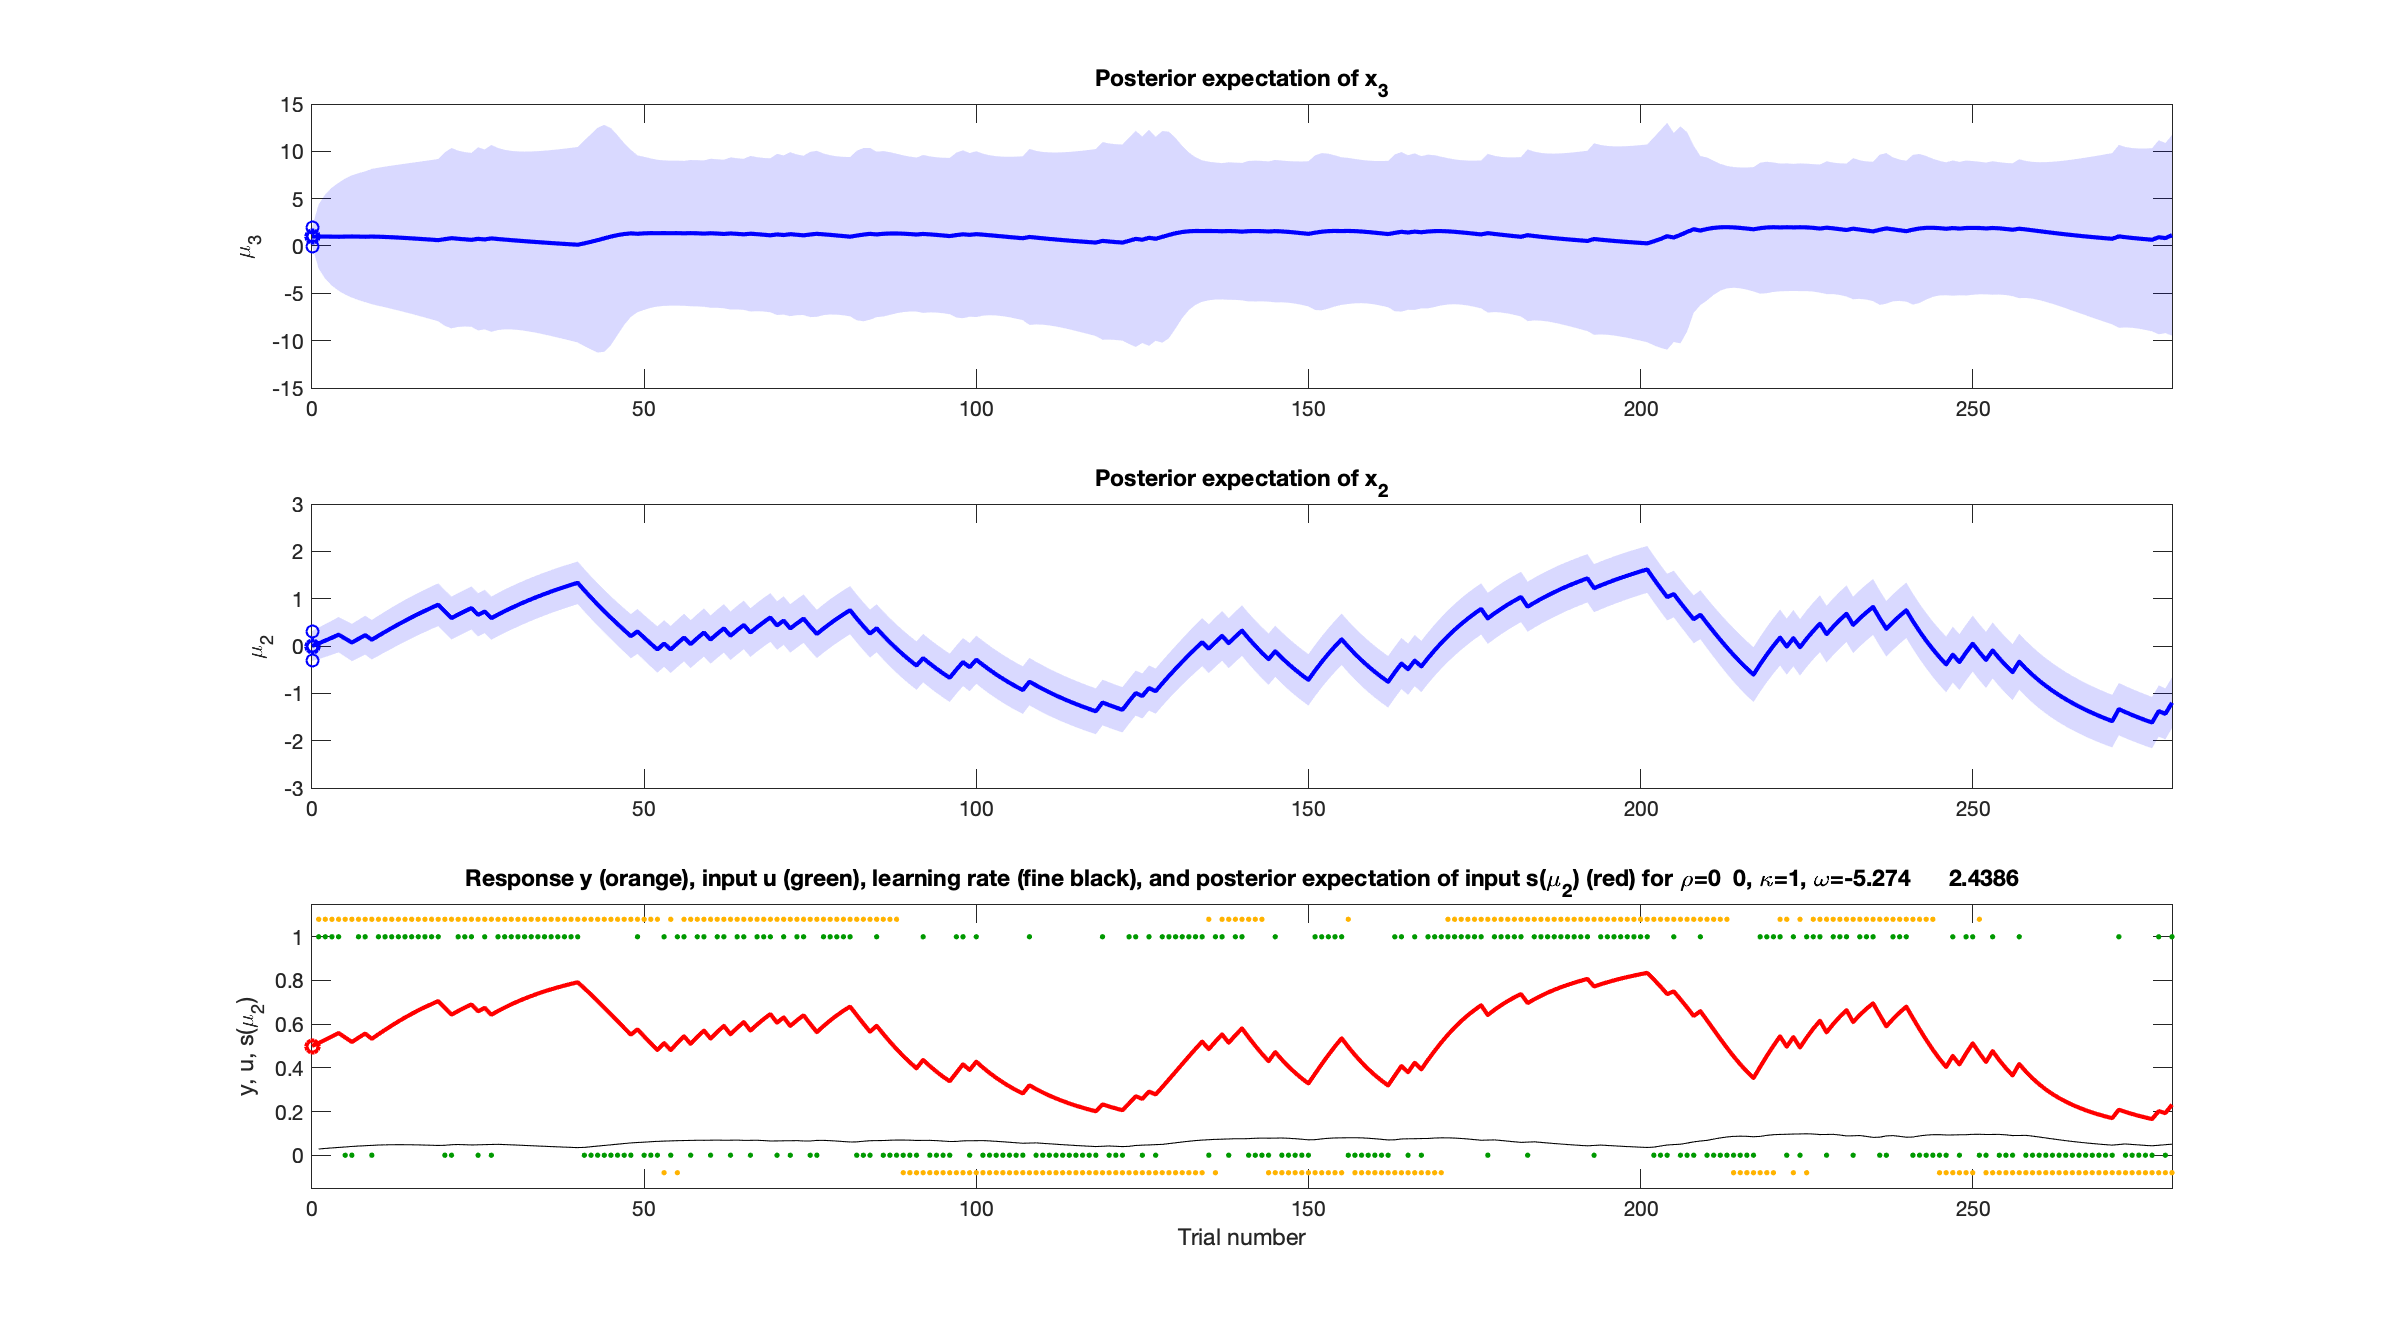 Posterior expectation of x3
15
10
5
0
-5
-10
-15
μ3
0 50 100 150 200 250
Posterior expectation of x2
3
2
1
0
-1
-2
-3
μ2
0 50 100 150 200 250
Response y (orange), input u (green), learning rate (fine black), and posterior expectation of input s(μ2) (red) for ρ=0 0, κ=1, ω=-5.274 2.4386
1
0.8
0.6
0.4
0.2
0
y, u, s(μ2)
0 50 100 150 200 250
Trial number